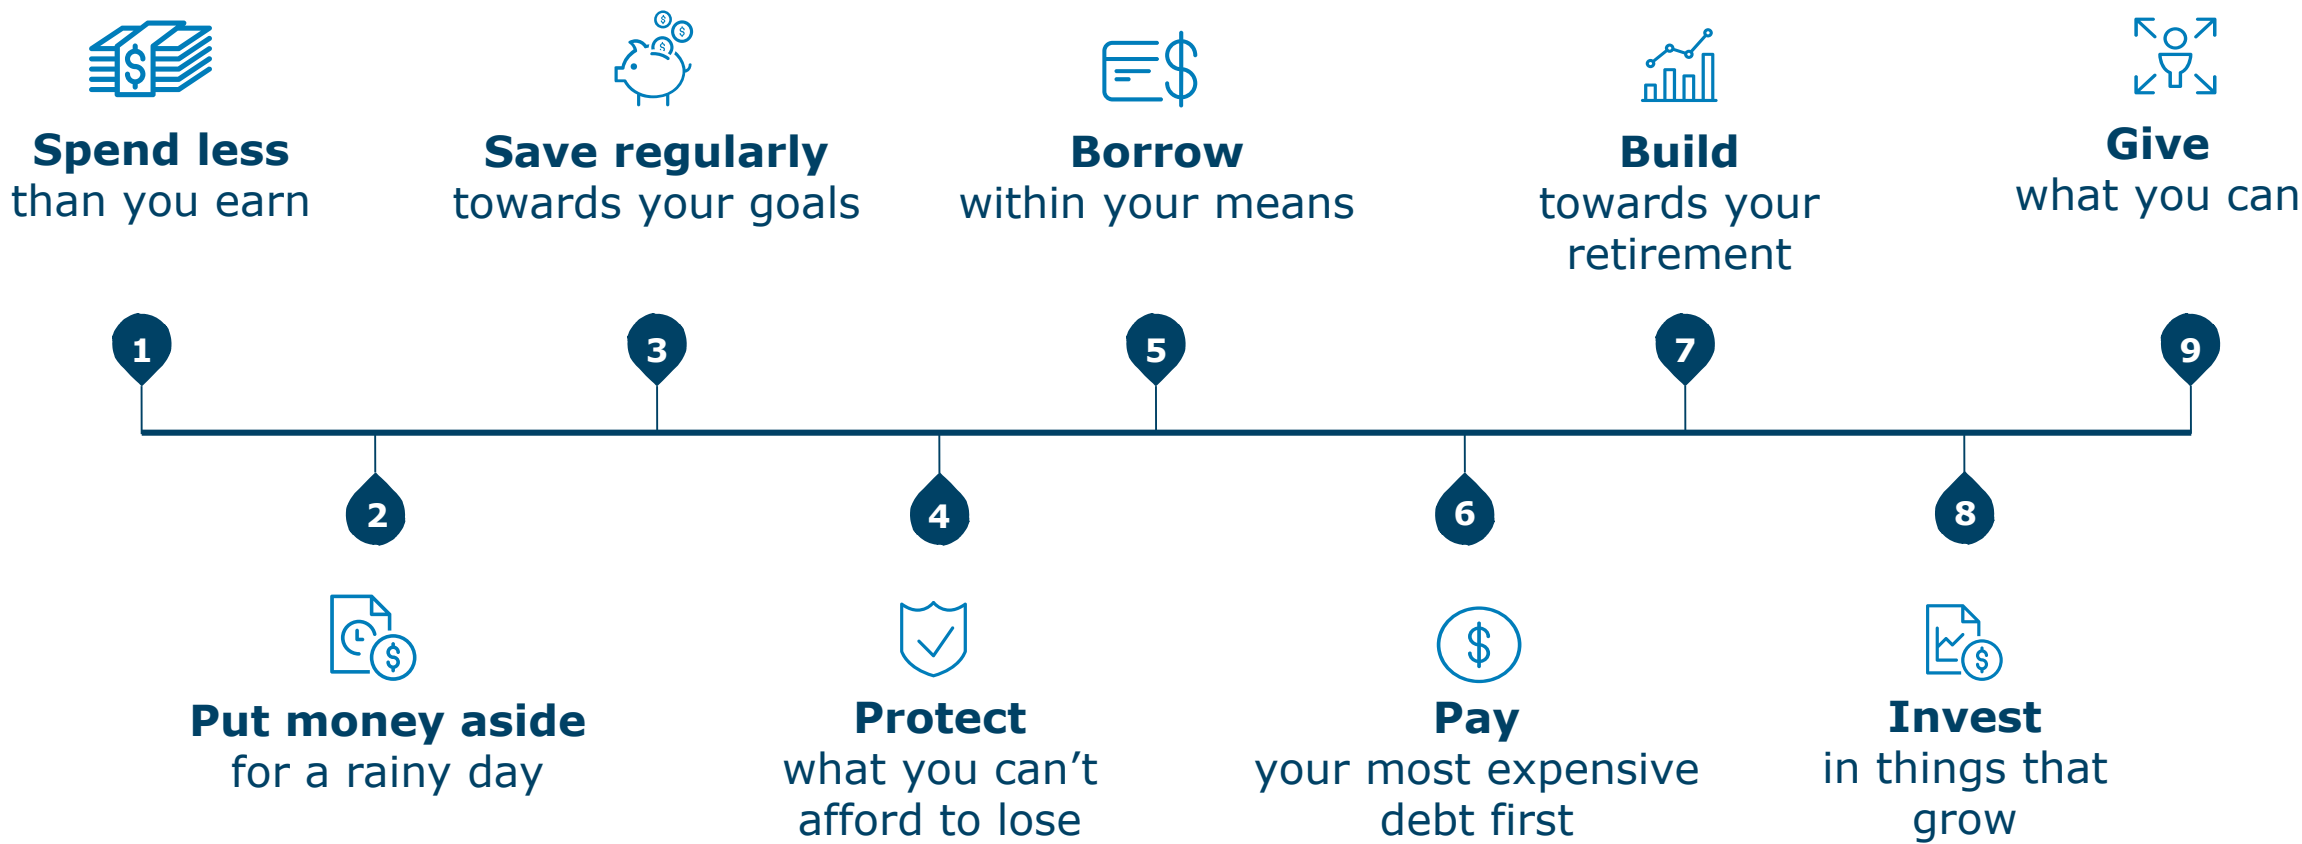 Spend less
than you earn
Save regularly
towards your goals
Borrow
within your means
Build
towards your
retirement
Give
what you can
1
3
5
7
9
2
4
6
8
Put money aside
for a rainy day
Protect
what you can’t
afford to lose
Pay
your most expensive
debt first
Invest
in things that
grow